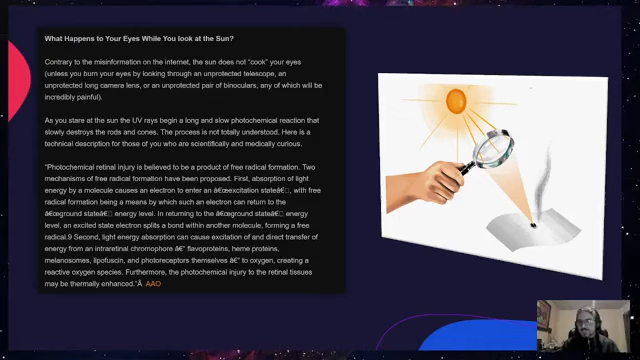 What Happens to Your Eyes While You look at the Sun?
Contrary to the misinformation on the internet, the sun does not "cook" your eyes
(unless you burn your eyes by looking through an unprotected telescope, an
unprotected long camera lens, or an unprotected pair of binoculars, any of which will be
incredibly painful).
As you stare at the sun the UV rays begin a long and slow photochemical reaction that
slowly destroys the rods and cones. The process is not totally understood. Here is a
technical description for those of you who are scientifically and medically curious.
"Photochemical retinal injury is believed to be a product of free radical formation. Two
mechanisms of free radical formation have been proposed. First, absorption of light
energy by a molecule causes an electron to enter an â€œexcitation stateâ€, with free
radical formation being a means by which such an electron can return to the
â€œground stateâ€ energy level. In returning to the â€œground stateâ€ energy
level, an excited state electron splits a bond within another molecule, forming a free
radical.9 Second, light energy absorption can cause excitation of and direct transfer of
energy from an intraretinal chromophore â€" flavoproteins, heme proteins,
melanosomes, lipofuscin, and photoreceptors themselves â€" to oxygen, creating a
reactive oxygen species. Furthermore, the photochemical injury to the retinal tissues
may be thermally enhanced."Â AAO